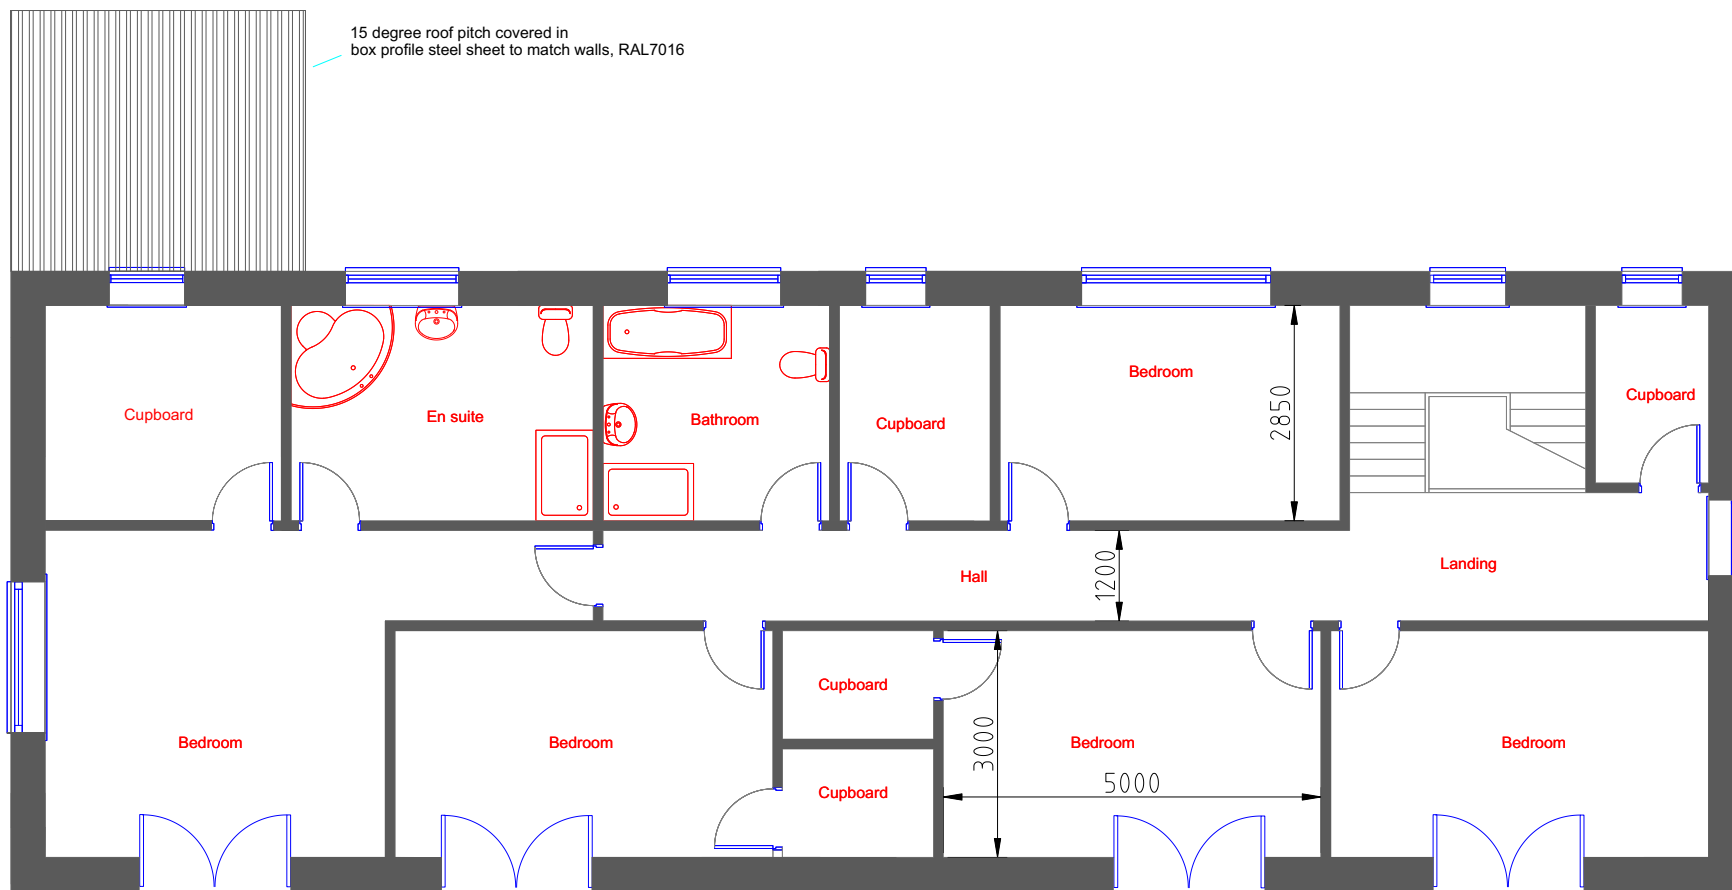 15 degree roof pitch covered in
box profile steel sheet to match walls, RAL7016
Cupboard
En suite
Bathroom
Cupboard
Bedroom
2850
Cupboard
Hall
1200
Landing
Cupboard
Bedroom
Bedroom
3000
Bedroom
Bedroom
5000
Cupboard